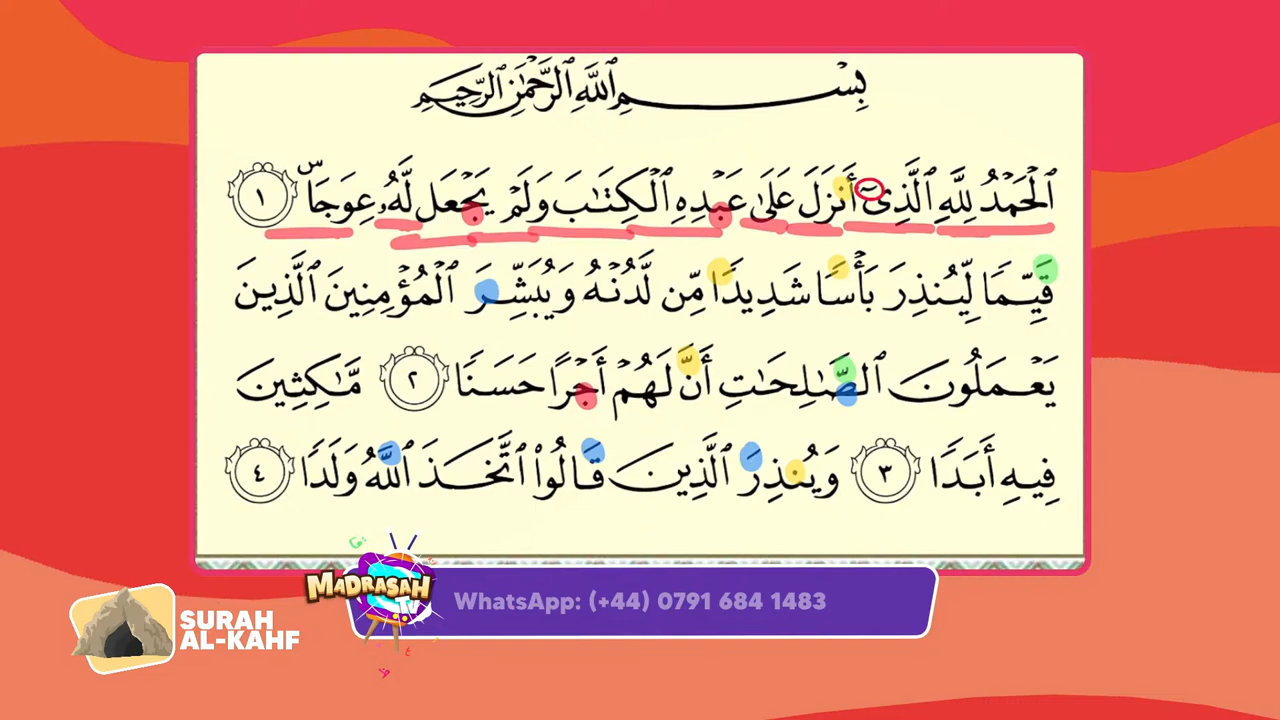 بِسْمِ ٱللَّهِ ٱلرَّحْمَٰنِ ٱلرَّحِيمِ
ٱلْحَمْدُ لِلَّهِ ٱلَّذِىٓ أَنزَلَ عَلَىٰ عَبْدِهِ ٱلْكِتَٰبَ وَلَمْ يَجْعَل لَّهُۥ عِوَجَاۜ ١
قَيِّمًا لِّيُنذِرَ بَأْسًا شَدِيدًا مِّن لَّدُنْهُ وَيُبَشِّرَ ٱلْمُؤْمِنِينَ ٱلَّذِينَ
يَعْمَلُونَ ٱلصَّٰلِحَٰتِ أَنَّ لَهُمْ أَجْرًا حَسَنًا ٢ مَّٰكِثِينَ
فِيهِ أَبَدًا ٣ وَيُنذِرَ ٱلَّذِينَ قَالُوا۟ ٱتَّخَذَ ٱللَّهُ وَلَدًا ٤
MADRASAH TV
WhatsApp: (+44) 0791 684 1483
SURAH
AL-KAHF